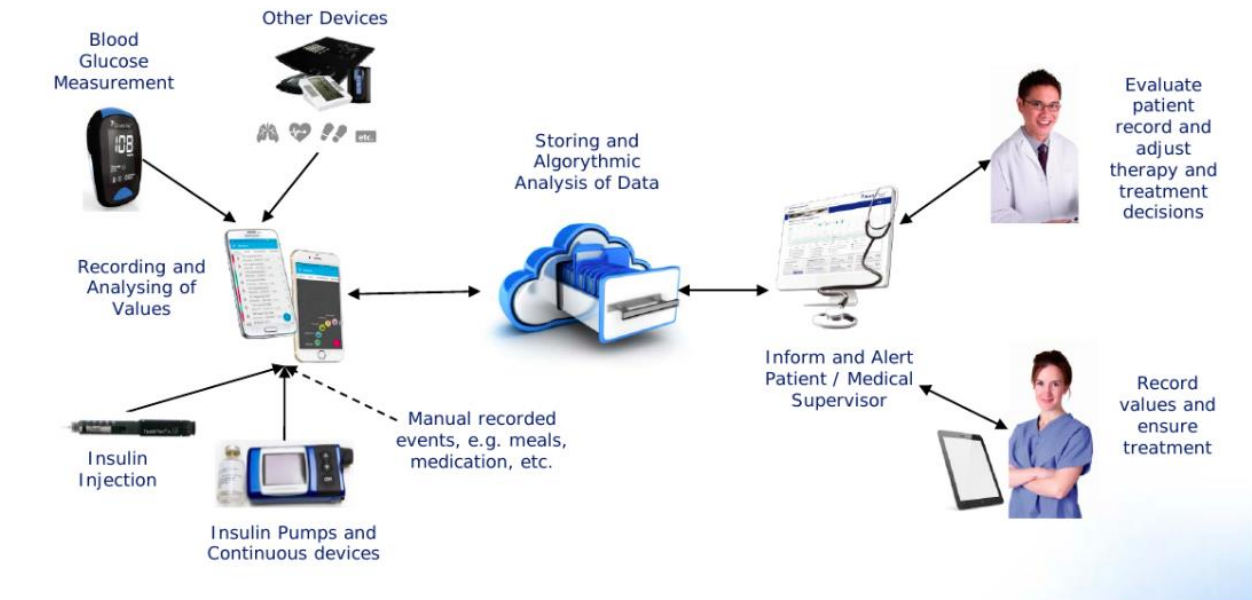 Other Devices
Blood
Glucose
Measurement
108
etc.
Storing and
Algorythmic
Analysis of Data
Evaluate
patient
record and
adjust
therapy and
treatment
decisions
Recording and
Analysing of
Values
Inform and Alert
Patient / Medical
Supervisor
Record
values and
ensure
treatment
Manual recorded
events, e.g. meals,
medication, etc.
Insulin
Injection
Insulin Pumps and
Continuous devices